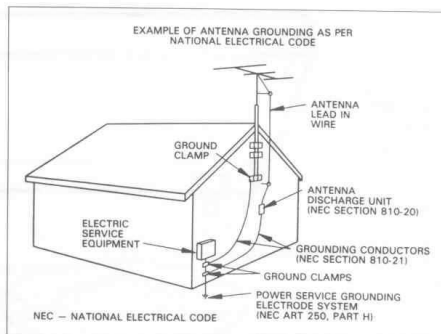 EXAMPLE OF ANTENNA GROUNDING AS PER
NATIONAL ELECTRICAL CODE
ANTENNA
LEAD IN
WIRE
GROUND
CLAMP
ANTENNA
DISCHARGE UNIT
(NEC SECTION 810-20)
ELECTRIC
SERVICE
EQUIPMENT
GROUNDING CONDUCTORS
(NEC SECTION 810-21)
GROUND CLAMPS
POWER SERVICE GROUNDING
ELECTRODE SYSTEM
(NEC ART 250, PART H)
NEC — NATIONAL ELECTRICAL CODE